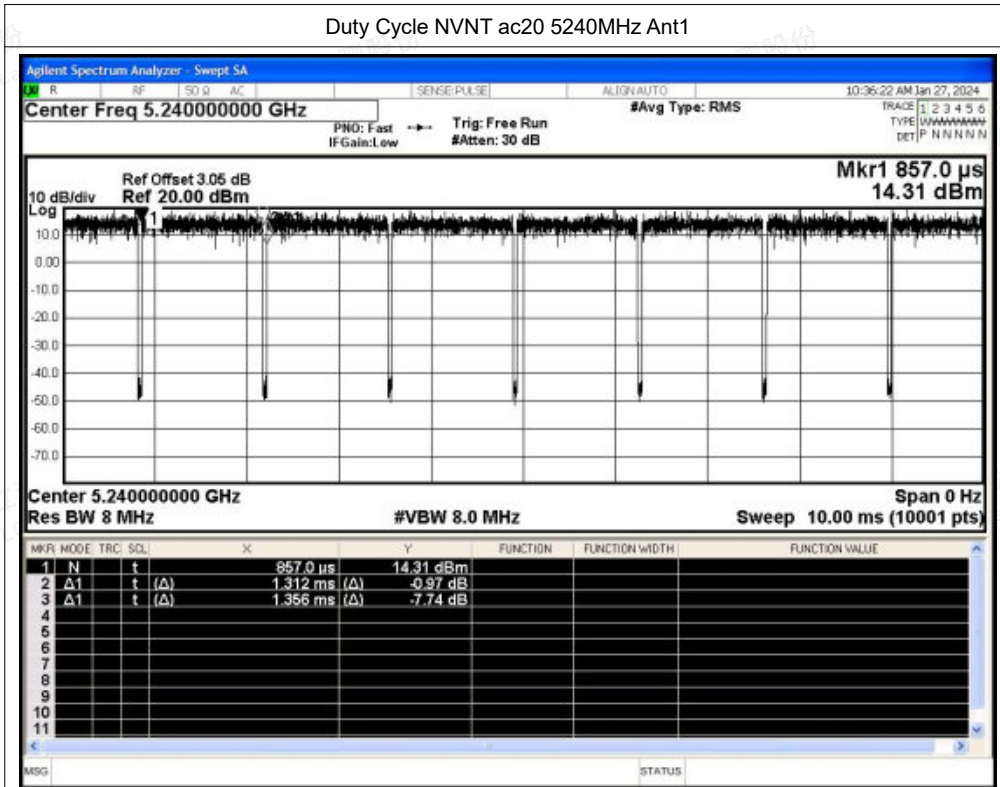 Duty Cycle NVNT ac20 5240MHz Ant1
Agilent Spectrum Analyzer - Swept SA
R RF 50 Ω AC SENSE:PULSE ALIGN AUTO 10:36:22 AM Jan 27, 2024
Center Freq 5.240000000 GHz #Avg Type: RMS TRACE 1 2 3 4 5 6
PNO: Fast Trig: Free Run TYPE
IFGain:Low #Atten: 30 dB DET P N N N N N
Mkr1 857.0 µs
Ref Offset 3.05 dB
10 dB/div Ref 20.00 dBm 14.31 dBm
Log
1
10.0
0.00
-10.0
-20.0
-30.0
-40.0
-50.0
-60.0
-70.0
Center 5.240000000 GHz Span 0 Hz
Res BW 8 MHz #VBW 8.0 MHz Sweep 10.00 ms (10001 pts)
MKR MODE TRC SCL X Y FUNCTION FUNCTION WIDTH FUNCTION VALUE
1 N t 857.0 µs 14.31 dBm
2 Δ1 t (Δ) 1.312 ms (Δ) -0.97 dB
3 Δ1 t (Δ) 1.356 ms (Δ) -7.74 dB
4
5
6
7
8
9
10
11
MSG STATUS